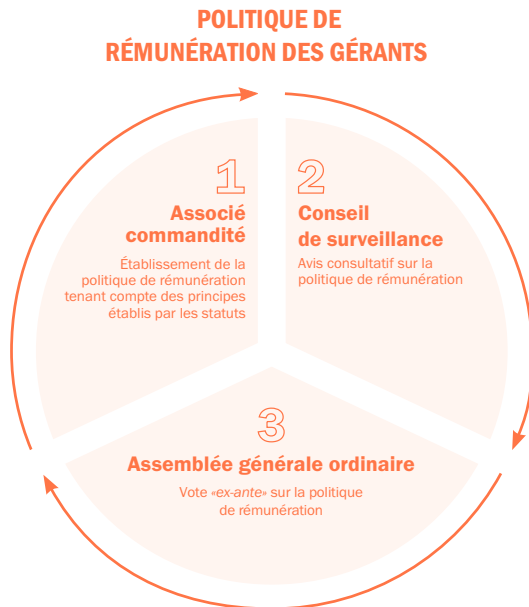 POLITIQUE DE
RÉMUNÉRATION DES GÉRANTS
1
Associé
commandité
Établissement de la
politique de rémunération
tenant compte des principes
établis par les statuts
2
Conseil
de surveillance
Avis consultatif sur la
politique de rémunération
3
Assemblée générale ordinaire
Vote «ex-ante» sur la politique
de rémunération